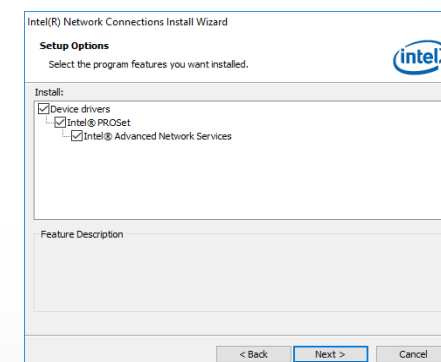 Intel(R) Network Connections Install Wizard
Setup Options
Select the program features you want installed.
intel
Install:
Device drivers
Intel® PROSet
Intel® Advanced Network Services
Feature Description
< Back
Next >
Cancel